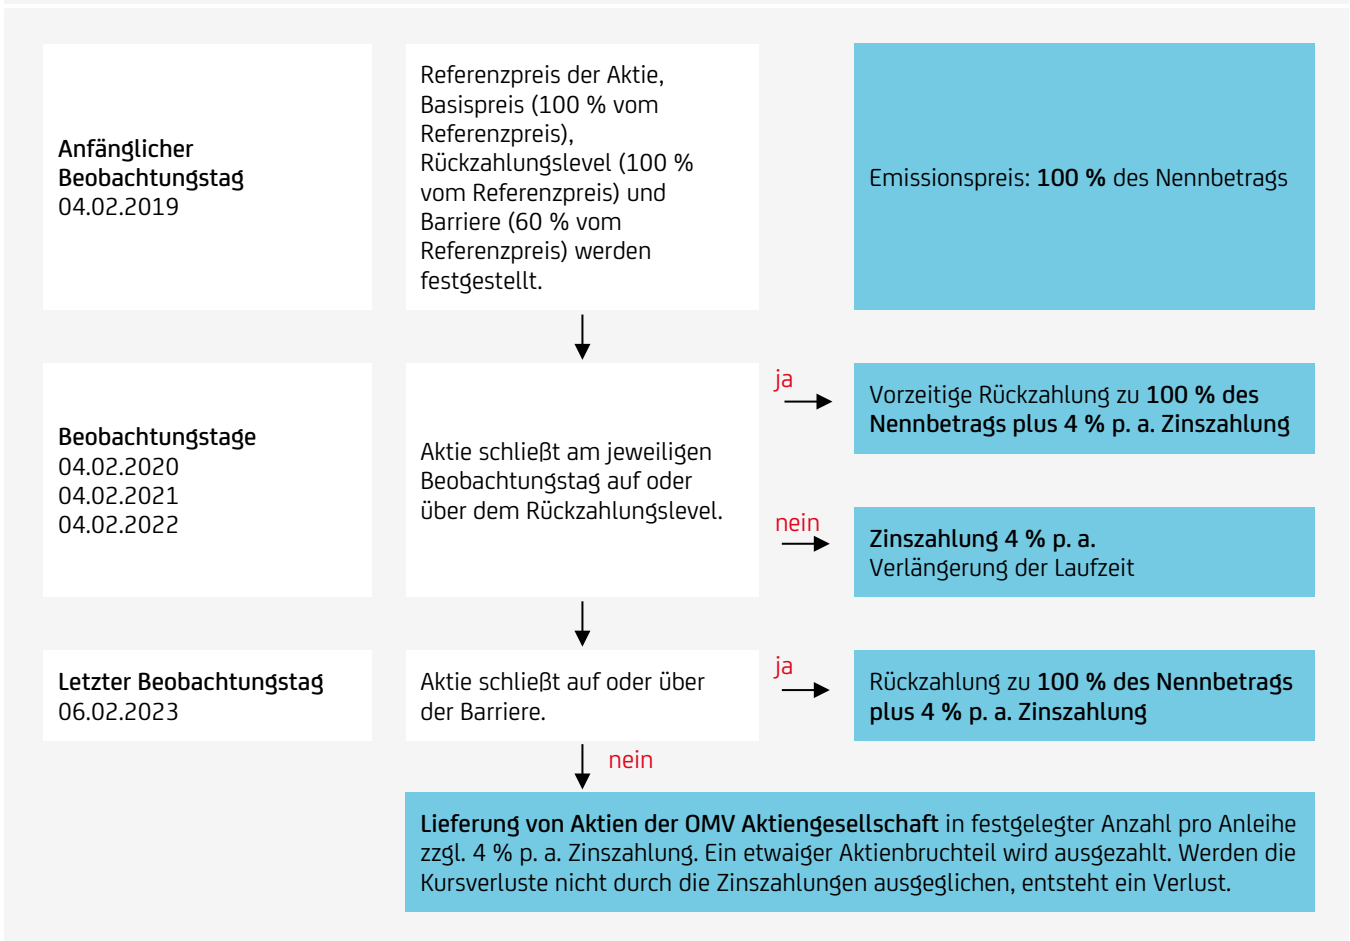 Anfänglicher
Beobachtungstag
04.02.2019
Referenzpreis der Aktie,
Basispreis (100 % vom
Referenzpreis),
Rückzahlungslevel (100 %
vom Referenzpreis) und
Barriere (60 % vom
Referenzpreis) werden
festgestellt.
Emissionspreis: 100 % des Nennbetrags
Beobachtungstage
04.02.2020
04.02.2021
04.02.2022
Aktie schließt am jeweiligen
Beobachtungstag auf oder
über dem Rückzahlungslevel.
ja
Vorzeitige Rückzahlung zu 100 % des
Nennbetrags plus 4 % p. a. Zinszahlung
nein
Zinszahlung 4 % p. a.
Verlängerung der Laufzeit
Letzter Beobachtungstag
06.02.2023
Aktie schließt auf oder über
der Barriere.
ja
Rückzahlung zu 100 % des Nennbetrags
plus 4 % p. a. Zinszahlung
nein
Lieferung von Aktien der OMV Aktiengesellschaft in festgelegter Anzahl pro Anleihe
zzgl. 4 % p. a. Zinszahlung. Ein etwaiger Aktienbruchteil wird ausgezahlt. Werden die
Kursverluste nicht durch die Zinszahlungen ausgeglichen, entsteht ein Verlust.